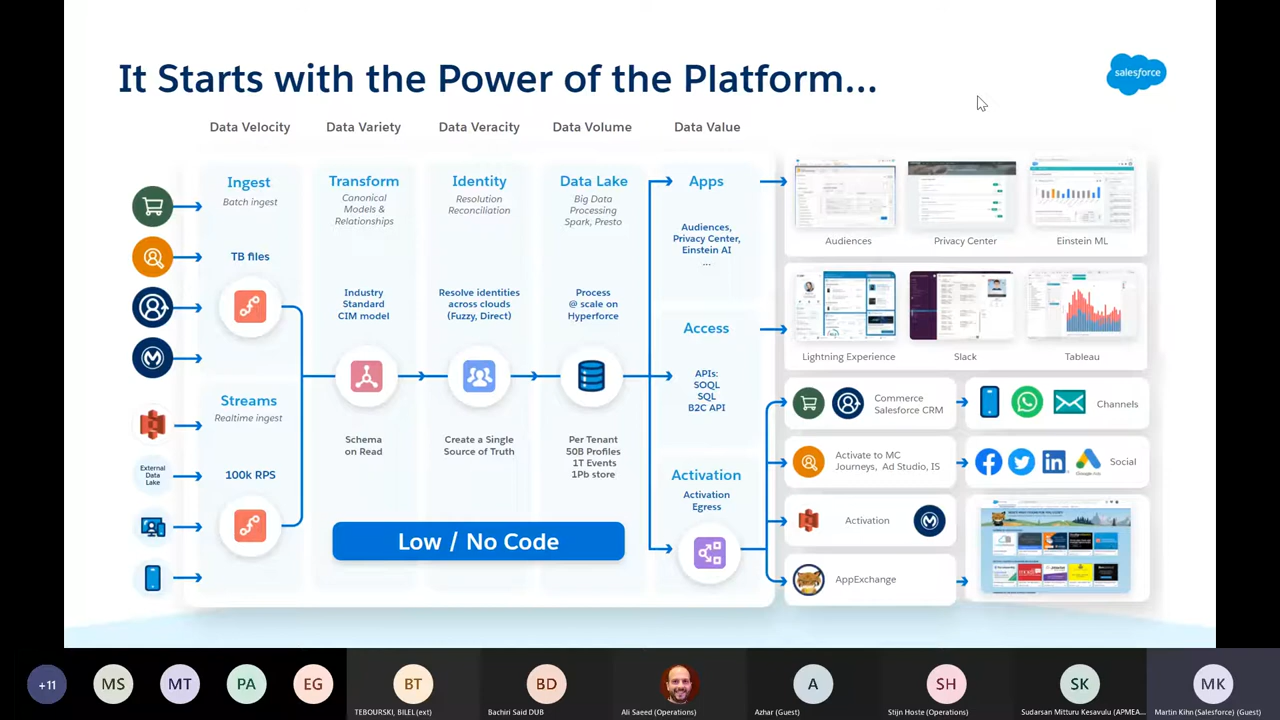 It Starts with the Power of the Platform...
salesforce
Data Velocity
Data Variety
Data Veracity
Data Volume
Data Value
Ingest
Batch ingest
TB files
Streams
Realtime ingest
100k RPS
External
Data
Lake
Transform
Canonical
Models &
Relationships
Industry
Standard
CIM model
Schema
on Read
Identity
Resolution
Reconciliation
Resolve identities
across clouds
(Fuzzy, Direct)
Create a Single
Source of Truth
Data Lake
Big Data
Processing
Spark, Presto
Process
@ scale on
Hyperforce
Per Tenant
50B Profiles
1T Events
1Pb store
Low / No Code
Apps
Audiences,
Privacy Center,
Einstein AI
...
Access
APIs:
SOQL
SQL
B2C API
Activation
Activation
Egress
Audiences
Privacy Center
Einstein ML
Lightning Experience
Slack
Tableau
Commerce
Salesforce CRM
Channels
Activate to MC
Journeys, Ad Studio, IS
Social
Google Ads
Activation
AppExchange
+11
MS
MT
PA
EG
BT
TEBOURSKI, BILEL (ext)
BD
Bachiri Said DUB
Ali Saeed (Operations)
A
Azhar (Guest)
SH
Stijn Hoste (Operations)
SK
Sudarsan Mitturu Kesavulu (APMEA...
MK
Martin Kihn (Salesforce) (Guest)